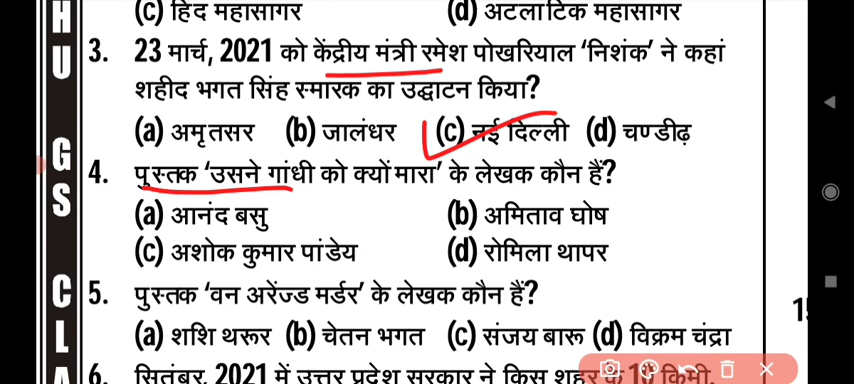 (c) हिंद महासागर (d) अटलांटिक महासागर
3. 23 मार्च, 2021 को केंद्रीय मंत्री रमेश पोखरियाल ‘निशंक’ ने कहां
शहीद भगत सिंह स्मारक का उद्घाटन किया?
(a) अमृतसर (b) जालंधर (c) नई दिल्ली (d) चण्डीढ़
4. पुस्तक ‘उसने गांधी को क्यों मारा’ के लेखक कौन हैं?
(a) आनंद बसु (b) अमिताव घोष
(c) अशोक कुमार पांडेय (d) रोमिला थापर
5. पुस्तक ‘वन अरेंज्ड मर्डर’ के लेखक कौन हैं?
(a) शशि थरूर (b) चेतन भगत (c) संजय बारू (d) विक्रम चंद्रा
6. सितंबर, 2021 में उत्तर प्रदेश सरकार ने किस शहर के 10 किमी.
H
U
G
S
C
L
A